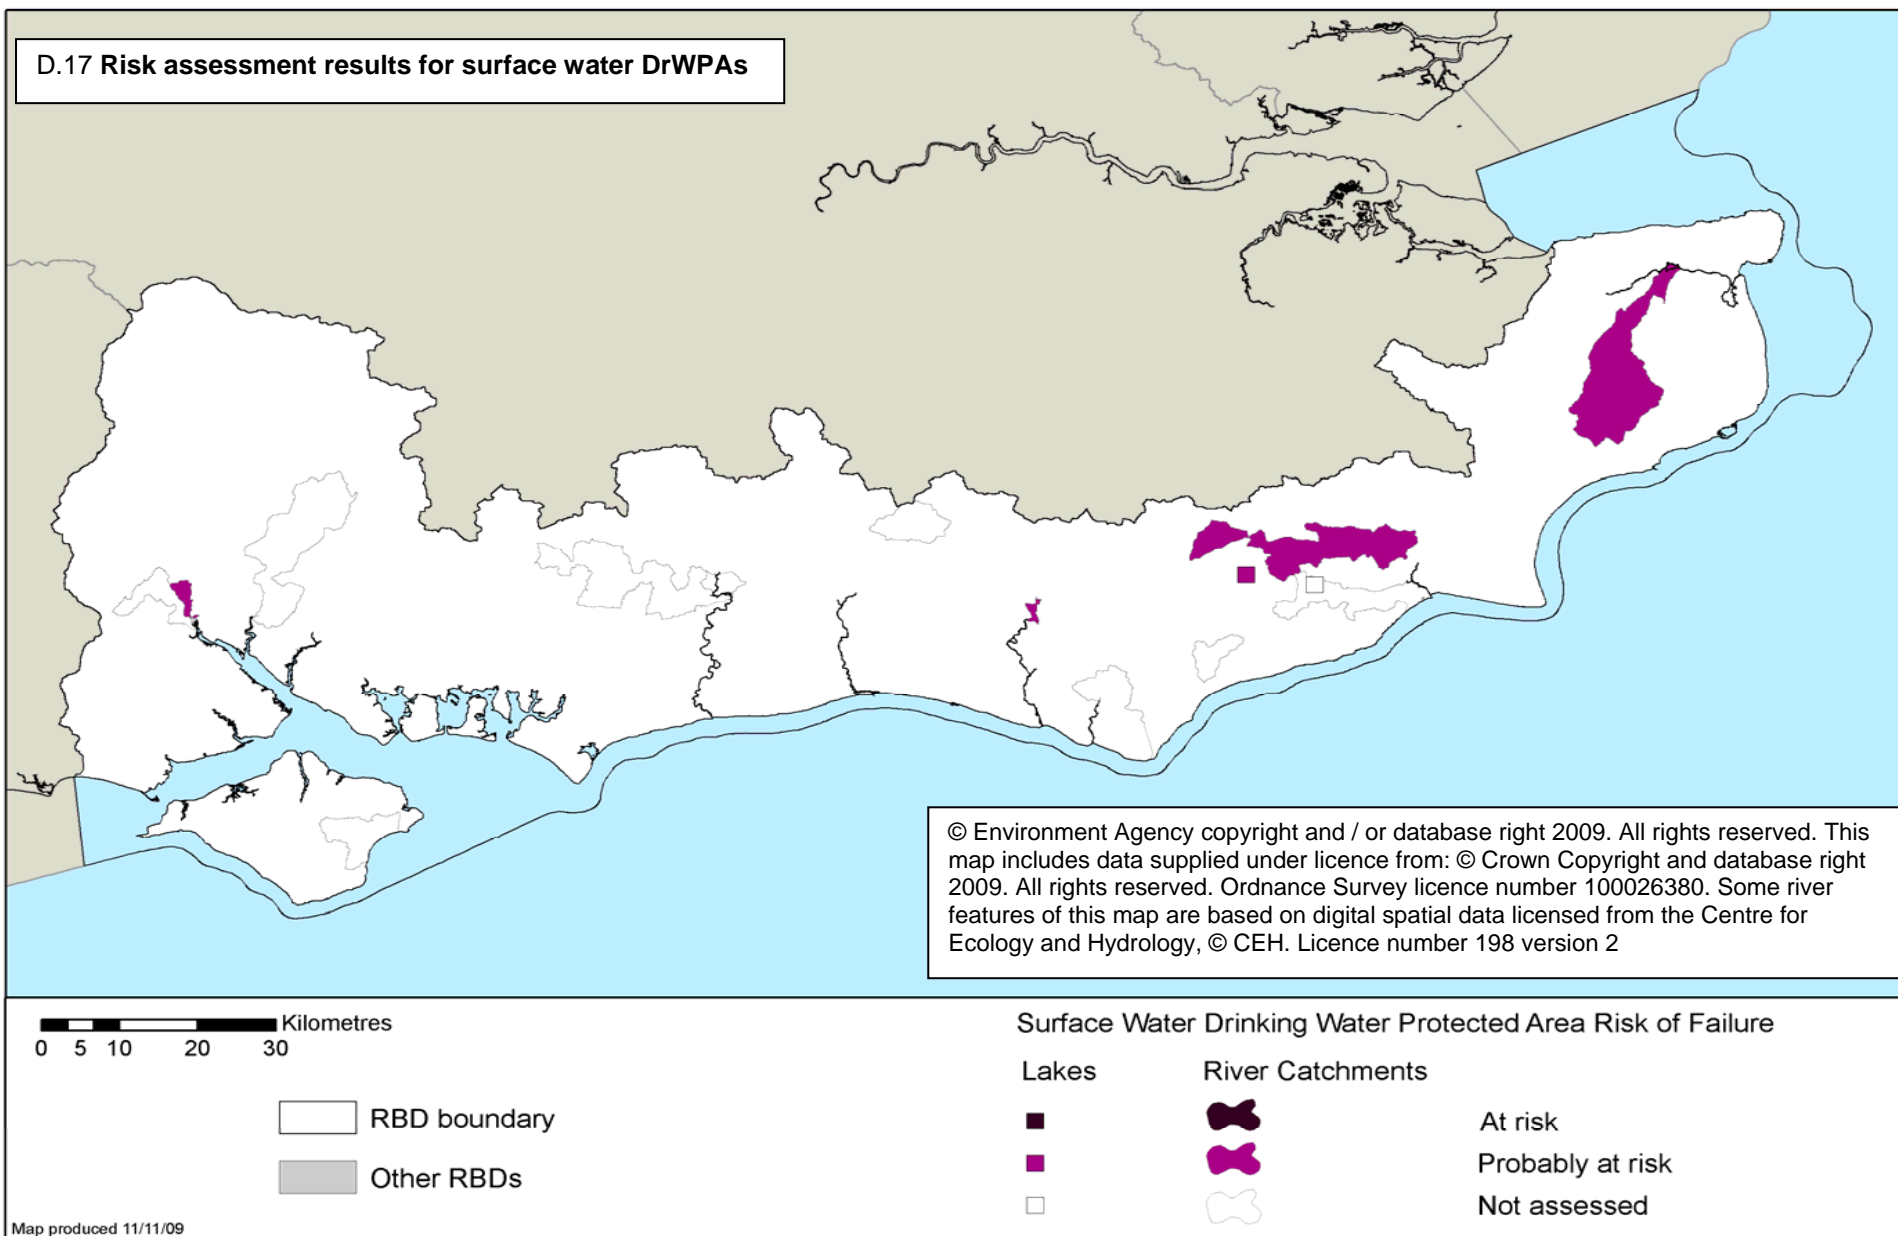 D.17 Risk assessment results for surface water DrWPAs
© Environment Agency copyright and / or database right 2009. All rights reserved. This
map includes data supplied under licence from: © Crown Copyright and database right
2009. All rights reserved. Ordnance Survey licence number 100026380. Some river
features of this map are based on digital spatial data licensed from the Centre for
Ecology and Hydrology, © CEH. Licence number 198 version 2
Kilometres
0 5 10 20 30
RBD boundary
Other RBDs
Map produced 11/11/09
Surface Water Drinking Water Protected Area Risk of Failure
Lakes River Catchments
At risk
Probably at risk
Not assessed